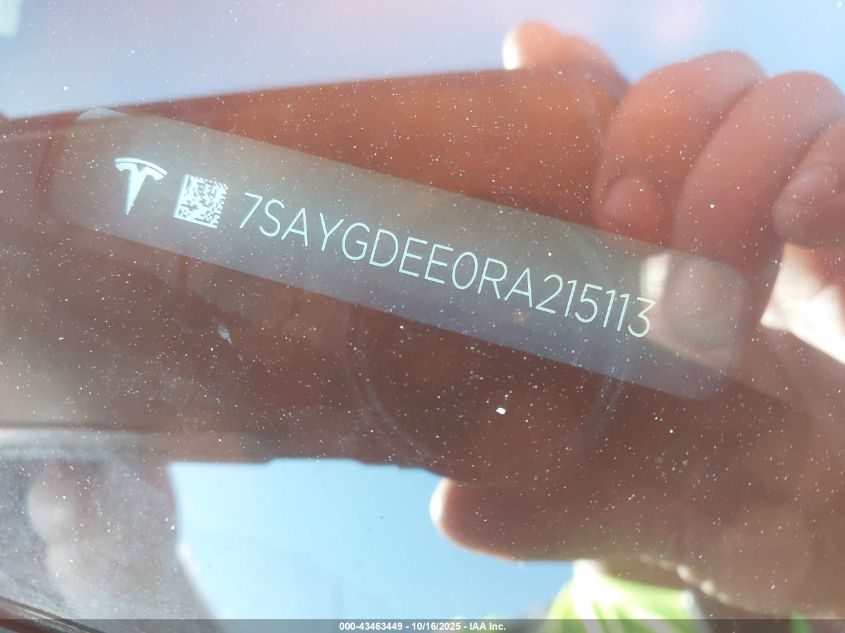 7SAYGDEE0RA215113
000-43463449 - 10/16/2025 - IAA Inc.